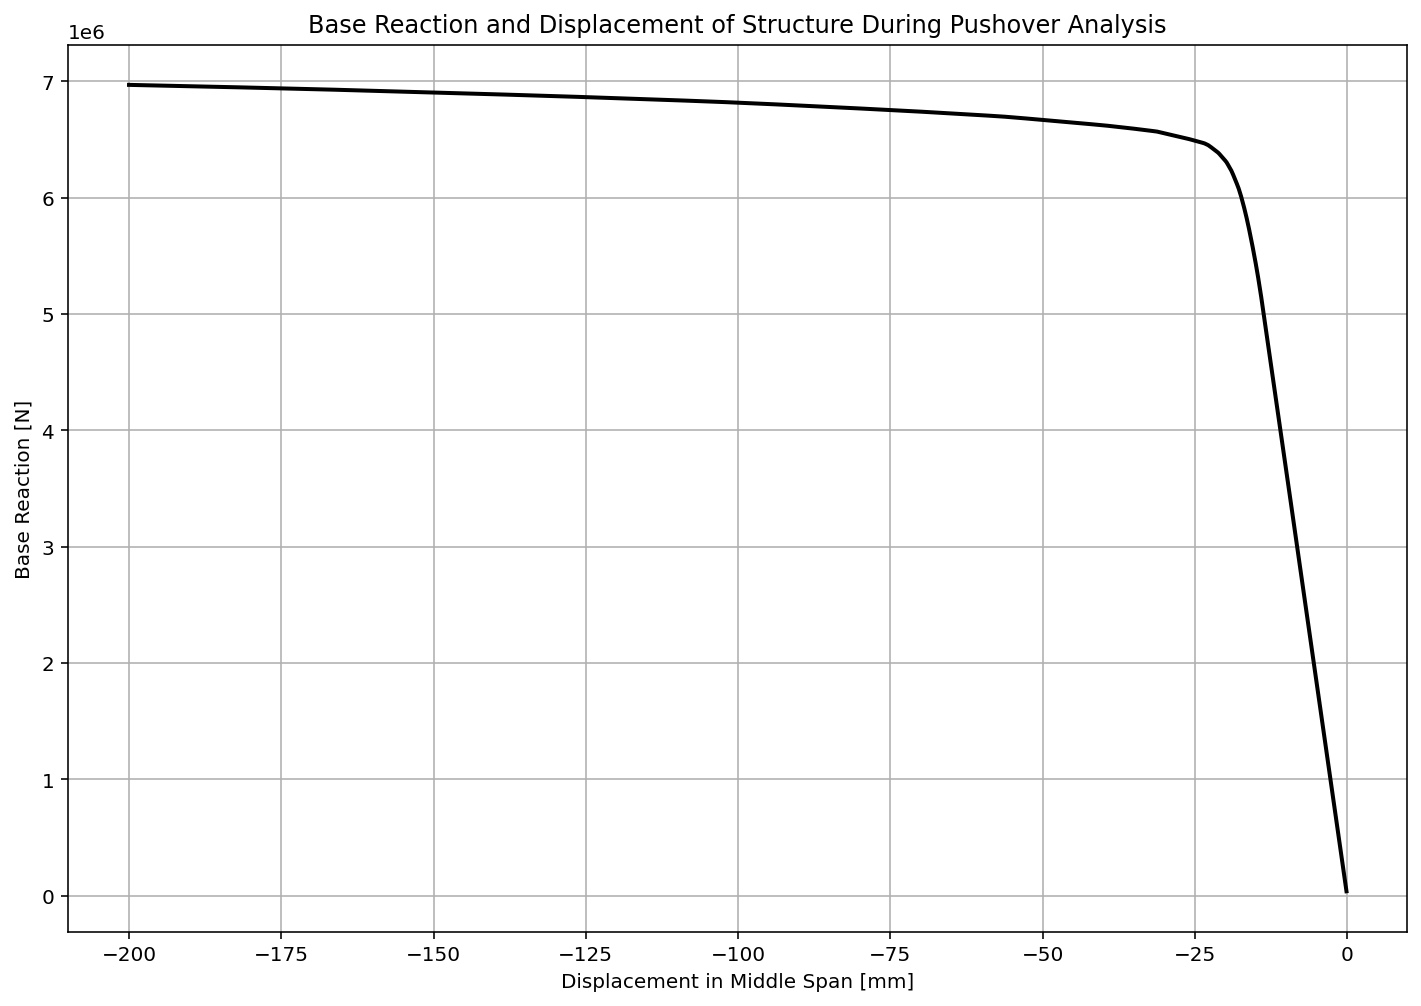 Base Reaction and Displacement of Structure During Pushover Analysis
1e6
7
6
5
4
3
2
1
0
Base Reaction [N]
−200 −175 −150 −125 −100 −75 −50 −25 0
Displacement in Middle Span [mm]